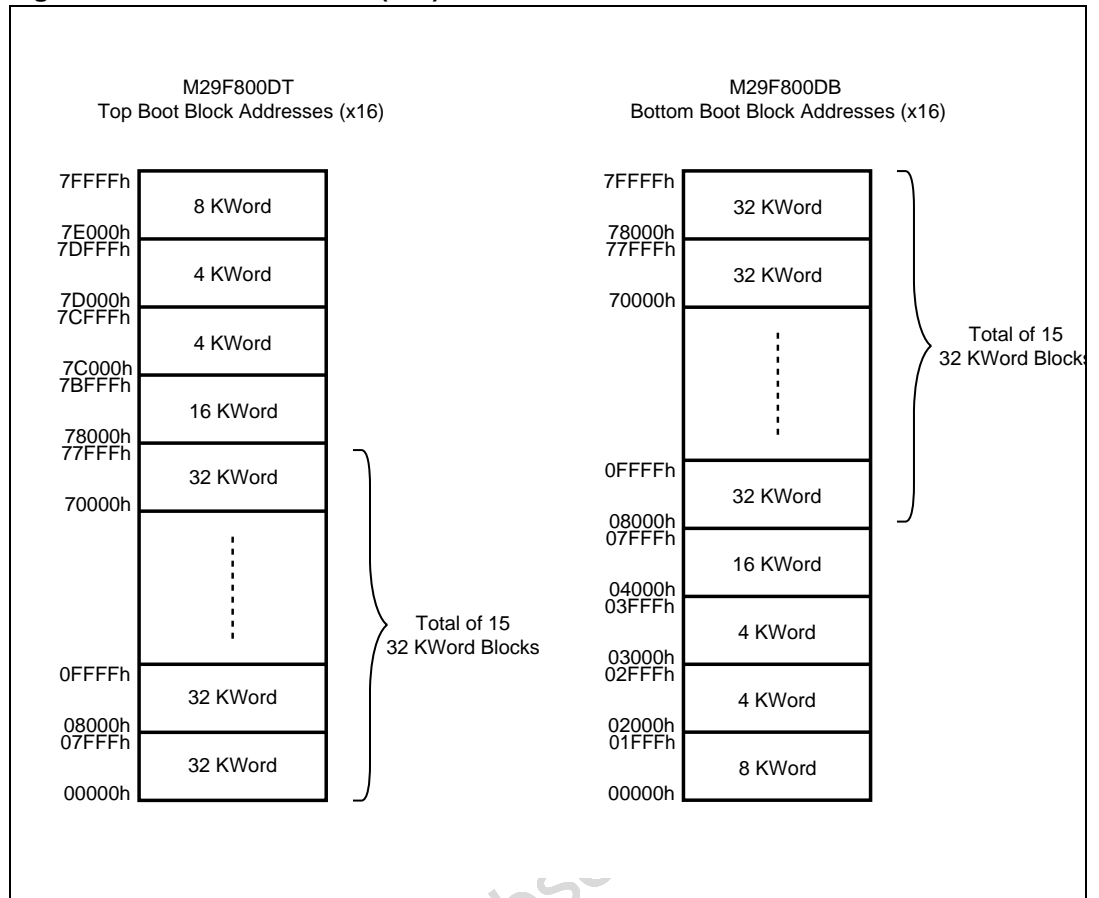 M29F800DT
Top Boot Block Addresses (x16)
7FFFFh
8 KWord
7E000h
7DFFFh
4 KWord
7D000h
7CFFFh
4 KWord
7C000h
7BFFFh
16 KWord
78000h
77FFFh
32 KWord
70000h
Total of 15
32 KWord Blocks
0FFFFh
32 KWord
08000h
07FFFh
32 KWord
00000h
M29F800DB
Bottom Boot Block Addresses (x16)
7FFFFh
32 KWord
78000h
77FFFh
32 KWord
70000h
Total of 15
32 KWord Block
0FFFFh
32 KWord
08000h
07FFFh
16 KWord
04000h
03FFFh
4 KWord
03000h
02FFFh
4 KWord
02000h
01FFFh
8 KWord
00000h